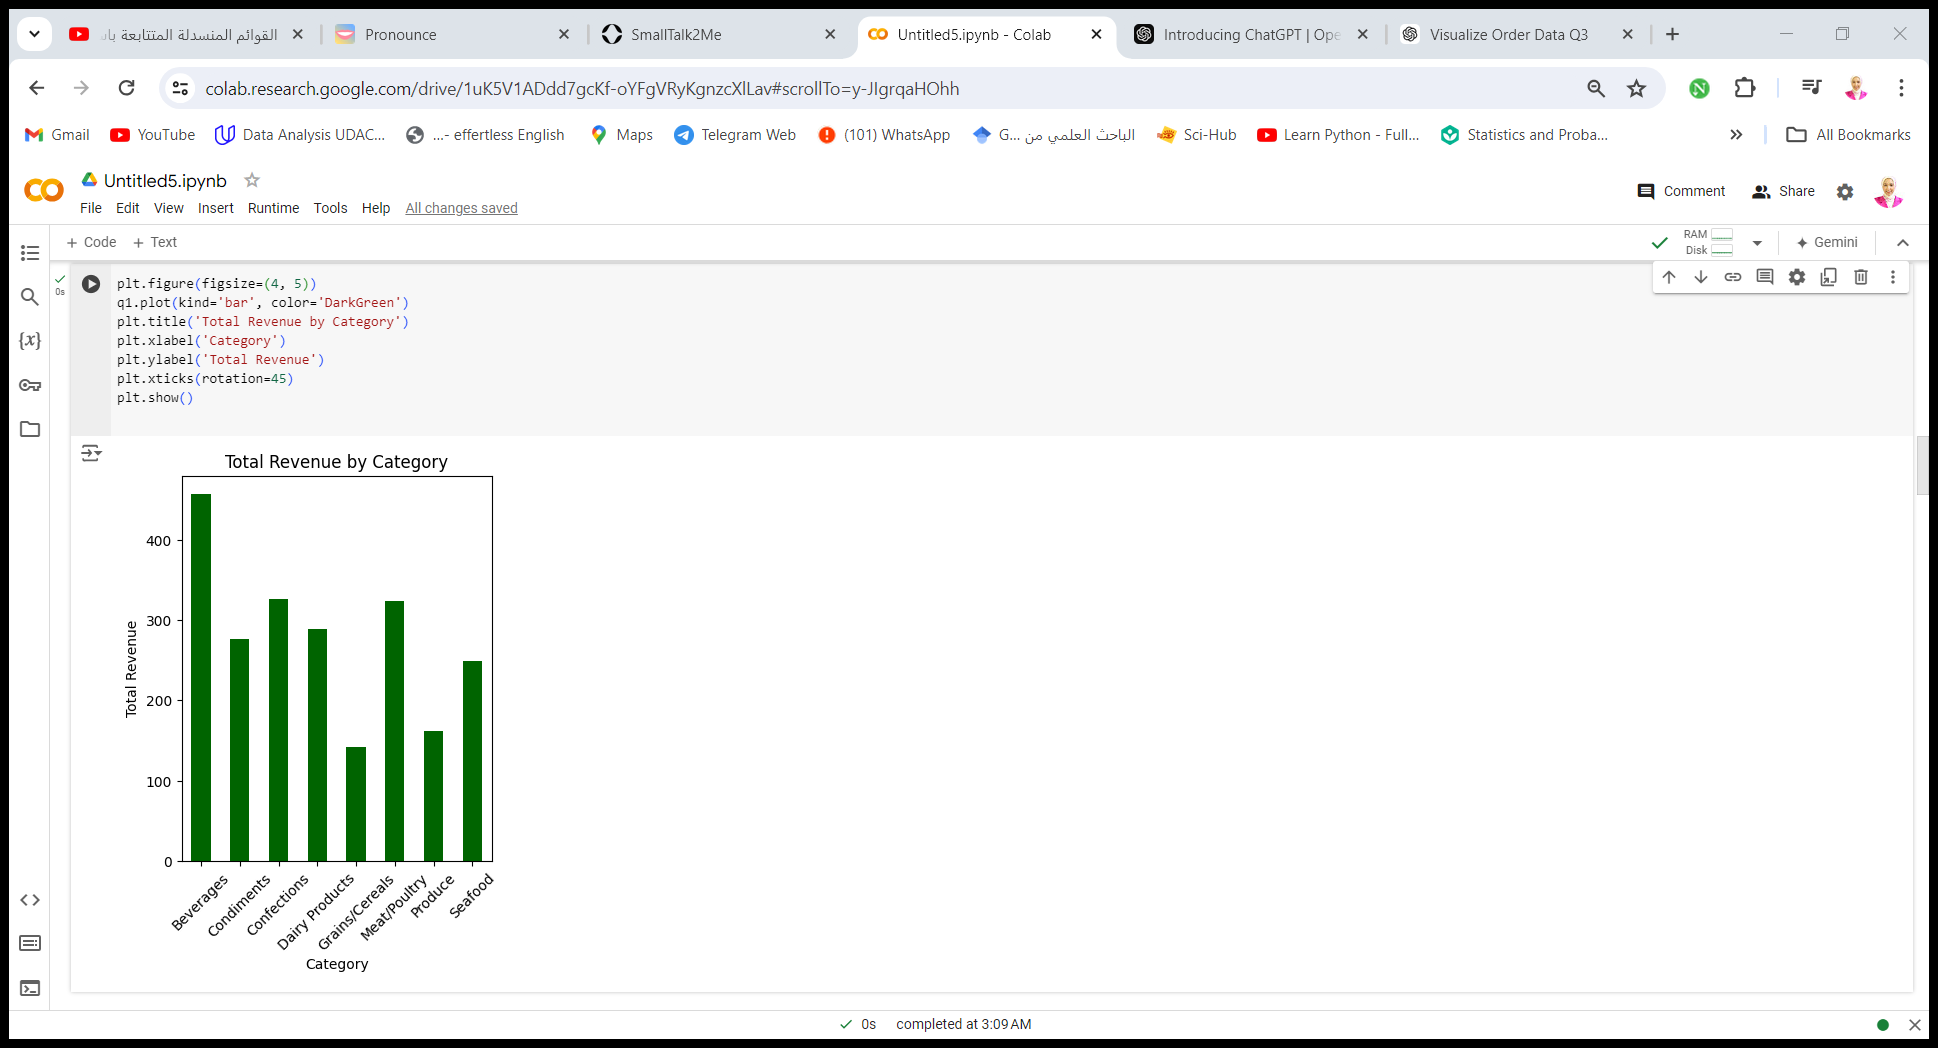 القوائم المنسدلة المتتابعة
Pronounce
SmallTalk2Me
Untitled5.ipynb - Colab
Introducing ChatGPT | Ope
Visualize Order Data Q3
colab.research.google.com/drive/1uK5V1ADdd7gcKf-oYFgVRyKgnzcXlLav#scrollTo=y-JIgrqaHOhh
Gmail
YouTube
Data Analysis UDAC...
...- effertless English
Maps
Telegram Web
(101) WhatsApp
G... الباحث العلمي من
Sci-Hub
Learn Python - Full...
Statistics and Proba...
All Bookmarks
Untitled5.ipynb
Comment
Share
File Edit View Insert Runtime Tools Help All changes saved
+ Code + Text
RAM
Disk
Gemini
0s
plt.figure(figsize=(4, 5))
q1.plot(kind='bar', color='DarkGreen')
plt.title('Total Revenue by Category')
plt.xlabel('Category')
plt.ylabel('Total Revenue')
plt.xticks(rotation=45)
plt.show()
{x}
Total Revenue by Category
400
300
200
100
0
Total Revenue
Beverages
Condiments
Confections
Dairy Products
Grains/Cereals
Meat/Poultry
Produce
Seafood
Category
0s completed at 3:09 AM